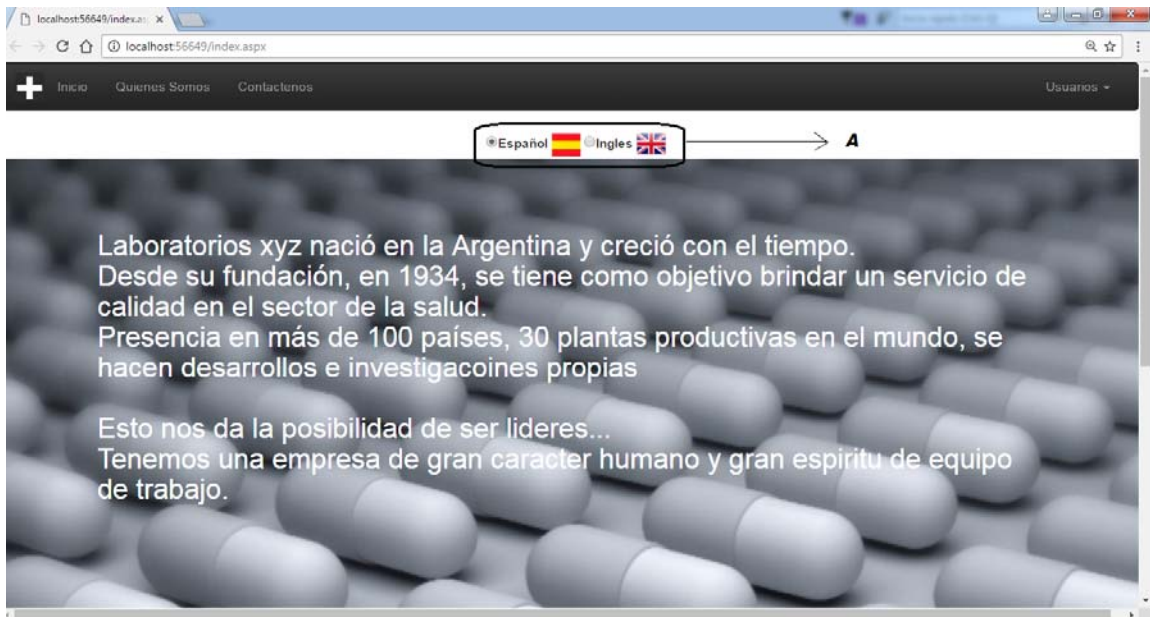 localhost:56649/index.as
localhost:56649/index.aspx
Inicio Quienes Somos Contactenos Usuarios
Español Ingles A
Laboratorios xyz nació en la Argentina y creció con el tiempo.
Desde su fundación, en 1934, se tiene como objetivo brindar un servicio de
calidad en el sector de la salud.
Presencia en más de 100 países, 30 plantas productivas en el mundo, se
hacen desarrollos e investigacoines propias
Esto nos da la posibilidad de ser lideres...
Tenemos una empresa de gran caracter humano y gran espiritu de equipo
de trabajo.